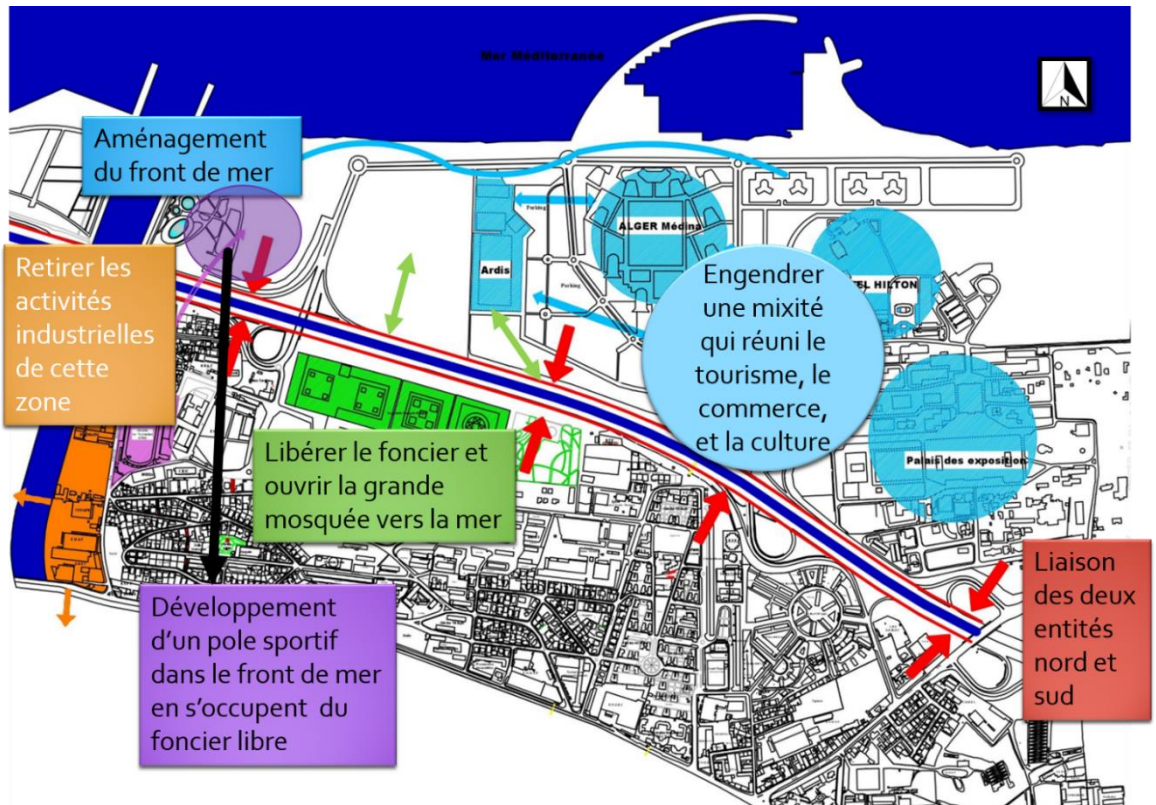 Mer Méditerranée
N
Aménagement
du front de mer
Parking
ALGER Médina
Ardis
Parking
Retirer les
activités
industrielles
de cette
zone
Engendrer
une mixité
qui réuni le
tourisme, le
commerce,
et la culture
EL HILTON
Libérer le foncier et
ouvrir la grande
mosquée vers la mer
Palais des exposition
Développement
d’un pole sportif
dans le front de mer
en s’occupent du
foncier libre
Liaison
des deux
entités
nord et
sud